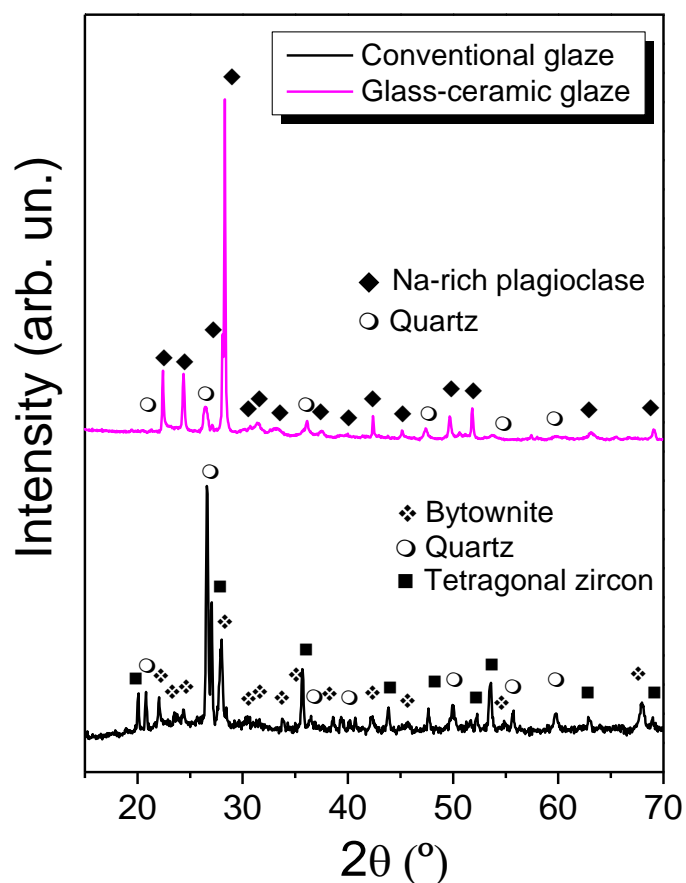 Conventional glaze
Glass-ceramic glaze
Na-rich plagioclase
Quartz
Bytownite
Quartz
Tetragonal zircon
Intensity (arb. un.)
20 30 40 50 60 70
2θ (º)